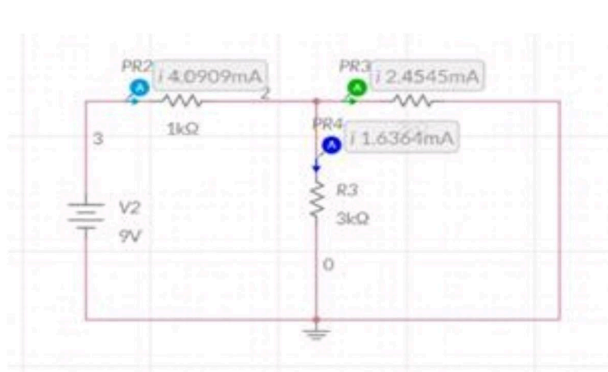 PR2
i 4.0909mA
PR3
i 2.4545mA
2
1kΩ
PR4
i 1.6364mA
3
V2
9V
R3
3kΩ
0